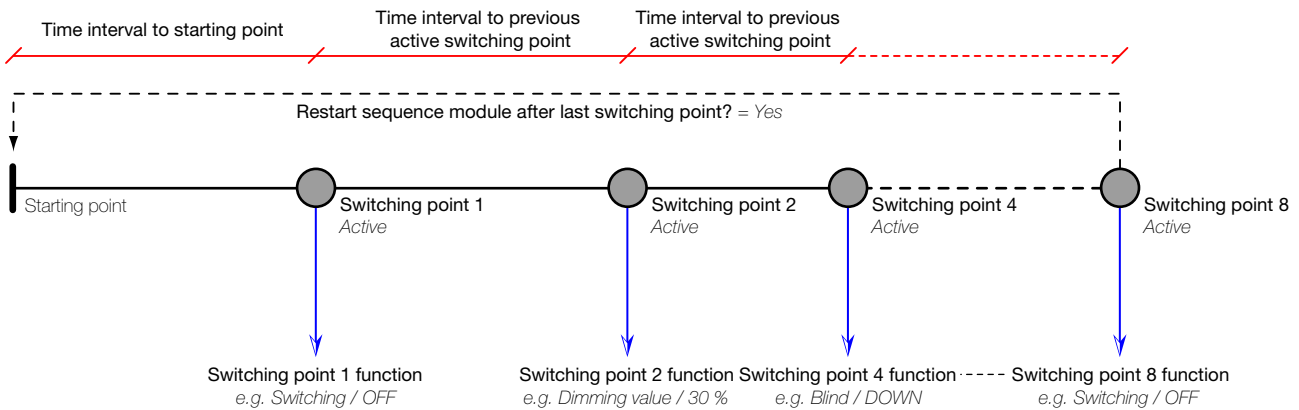 Time interval to starting point
Time interval to previous
active switching point
Time interval to previous
active switching point
Restart sequence module after last switching point? = Yes
Starting point
Switching point 1
Active
Switching point 2
Active
Switching point 4
Active
Switching point 8
Active
Switching point 1 function
e.g. Switching / OFF
Switching point 2 function
e.g. Dimming value / 30 %
Switching point 4 function
e.g. Blind / DOWN
Switching point 8 function
e.g. Switching / OFF